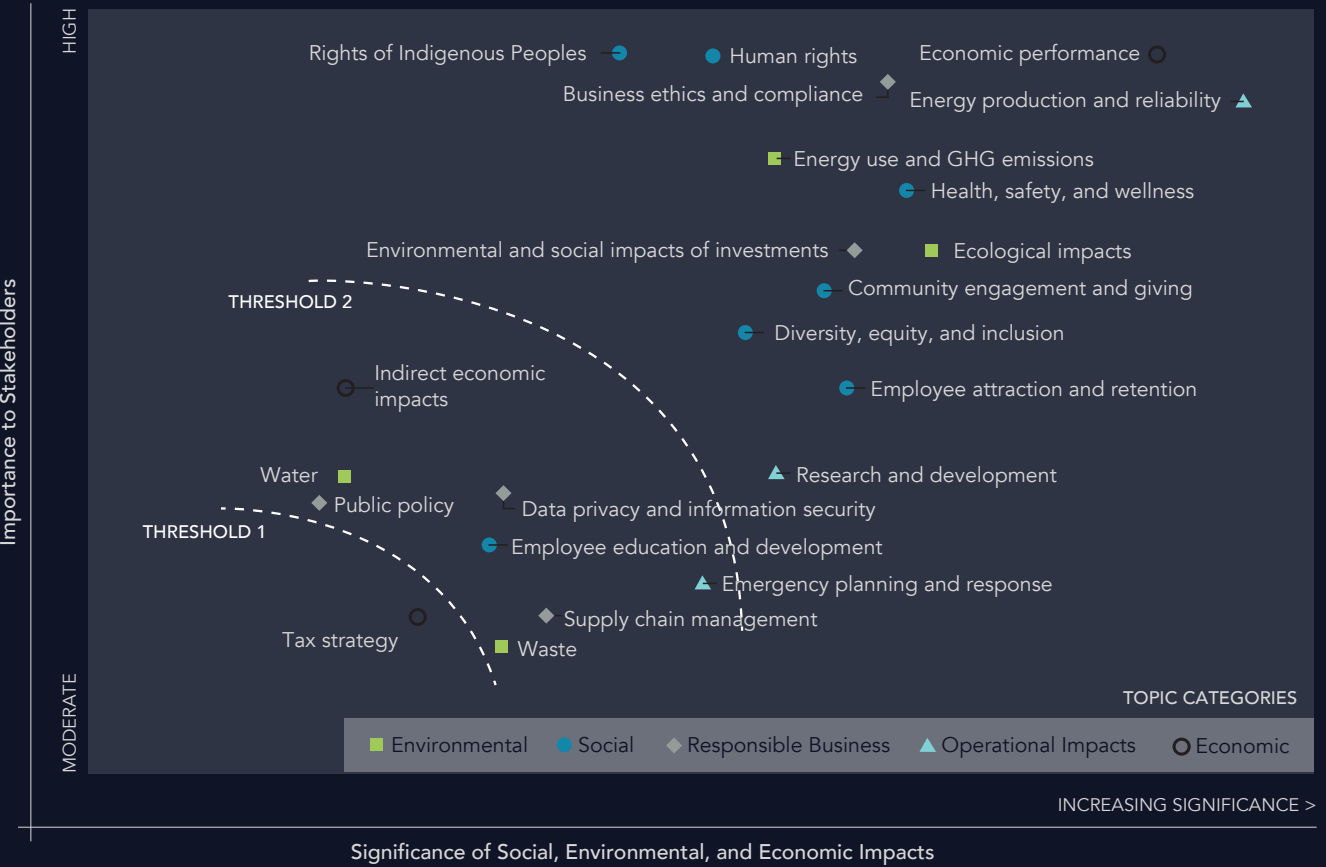 HIGH
Rights of Indigenous Peoples
Human rights
Economic performance
Business ethics and compliance
Energy production and reliability
Energy use and GHG emissions
Health, safety, and wellness
Environmental and social impacts of investments
Ecological impacts
Community engagement and giving
THRESHOLD 2
Diversity, equity, and inclusion
Indirect economic
impacts
Employee attraction and retention
Importance to Stakeholders
Water
Research and development
Public policy
Data privacy and information security
THRESHOLD 1
Employee education and development
Emergency planning and response
Supply chain management
Tax strategy
Waste
MODERATE
TOPIC CATEGORIES
Environmental
Social
Responsible Business
Operational Impacts
Economic
INCREASING SIGNIFICANCE >
Significance of Social, Environmental, and Economic Impacts